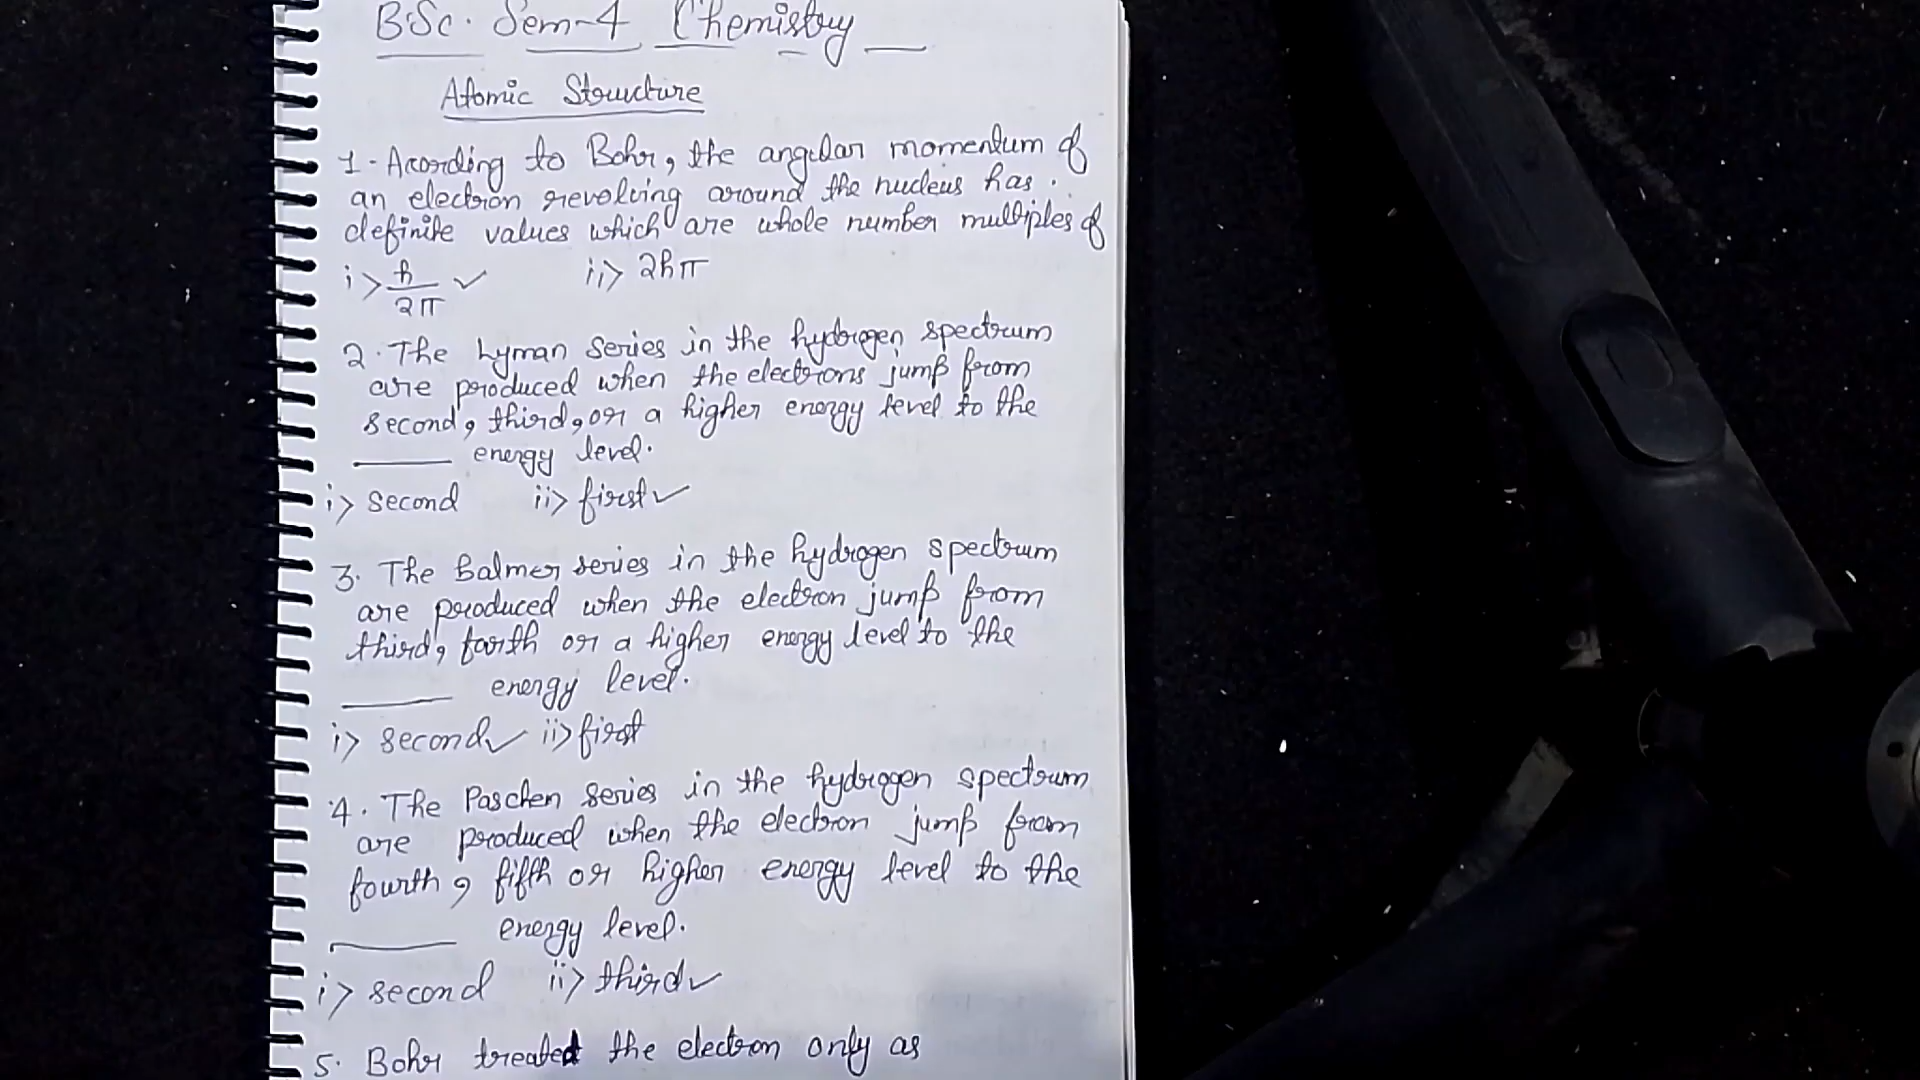 BSc. Sem-4 Chemistry
Atomic Structure
1. Acording to Bohr, the angular momentum of
an electron revolving around the nucleus has.
definite values which are whole number multiples of
i> h/2π ✓ ii> 2hπ
2. The Lyman series in the hydrogen spectrum
are produced when the electrons jump from
second, third, or a higher energy level to the
______ energy level.
i> second ii> first ✓
3. The Balmer series in the hydrogen spectrum
are produced when the electron jump from
third, forth or a higher energy level to the
______ energy level.
i> second ✓ ii> first
4. The Paschen series in the hydrogen spectrum
are produced when the electron jump from
fourth, fifth or higher energy level to the
______ energy level.
i> second ii> third ✓
5. Bohr treated the electron only as